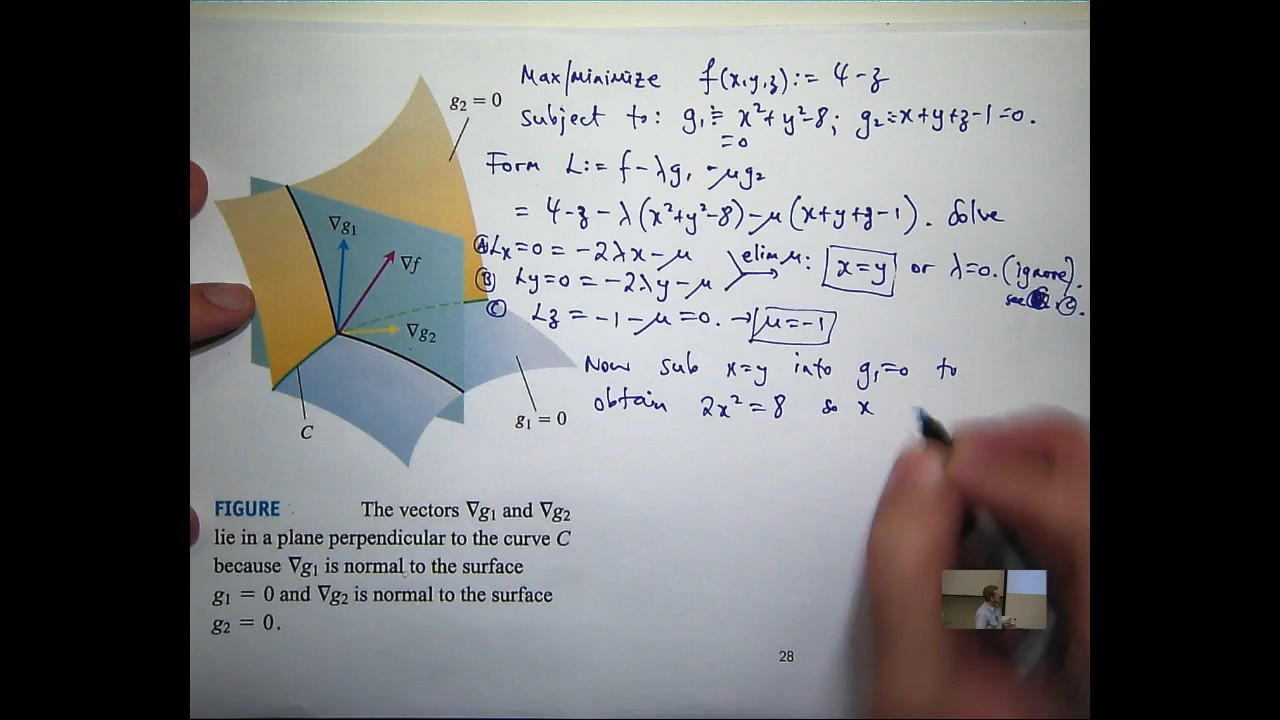 Max/minimize f(x,y,z) := 4-z
subject to: g₁ := x²+y²-8; g₂ := x+y+z-1=0.
=0
Form L := f-λg₁ -μg₂
= 4-z-λ(x²+y²-8)-μ(x+y+z-1). Solve
Ⓐ Lx=0 = -2λx-μ
elim μ: x=y or λ=0. (ignore).
Ⓑ Ly=0 = -2λy-μ
see Ⓒ.
Ⓒ Lz = -1-μ=0. → μ=-1
Now sub x=y into g₁=0 to
obtain 2x²=8 so x
g₂ = 0
∇g₁
∇f
∇g₂
g₁ = 0
C
FIGURE The vectors ∇g₁ and ∇g₂
lie in a plane perpendicular to the curve C
because ∇g₁ is normal to the surface
g₁ = 0 and ∇g₂ is normal to the surface
g₂ = 0.
28